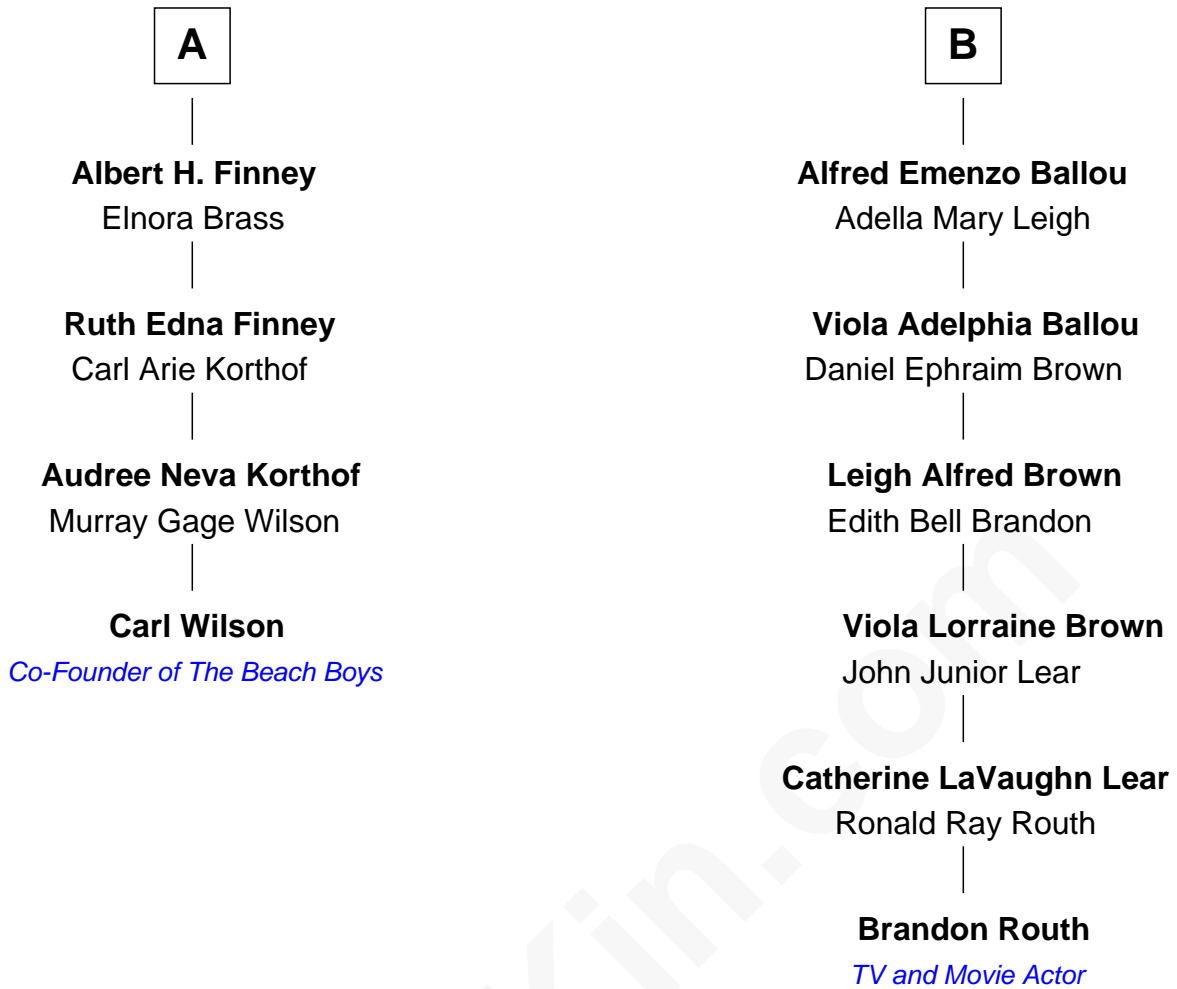 A
Albert H. Finney
Elnora Brass
Ruth Edna Finney
Carl Arie Korthof
Audree Neva Korthof
Murray Gage Wilson
Carl Wilson
Co-Founder of The Beach Boys
B
Alfred Emenzo Ballou
Adella Mary Leigh
Viola Adelphia Ballou
Daniel Ephraim Brown
Leigh Alfred Brown
Edith Bell Brandon
Viola Lorraine Brown
John Junior Lear
Catherine LaVaughn Lear
Ronald Ray Routh
Brandon Routh
TV and Movie Actor
Kin.com